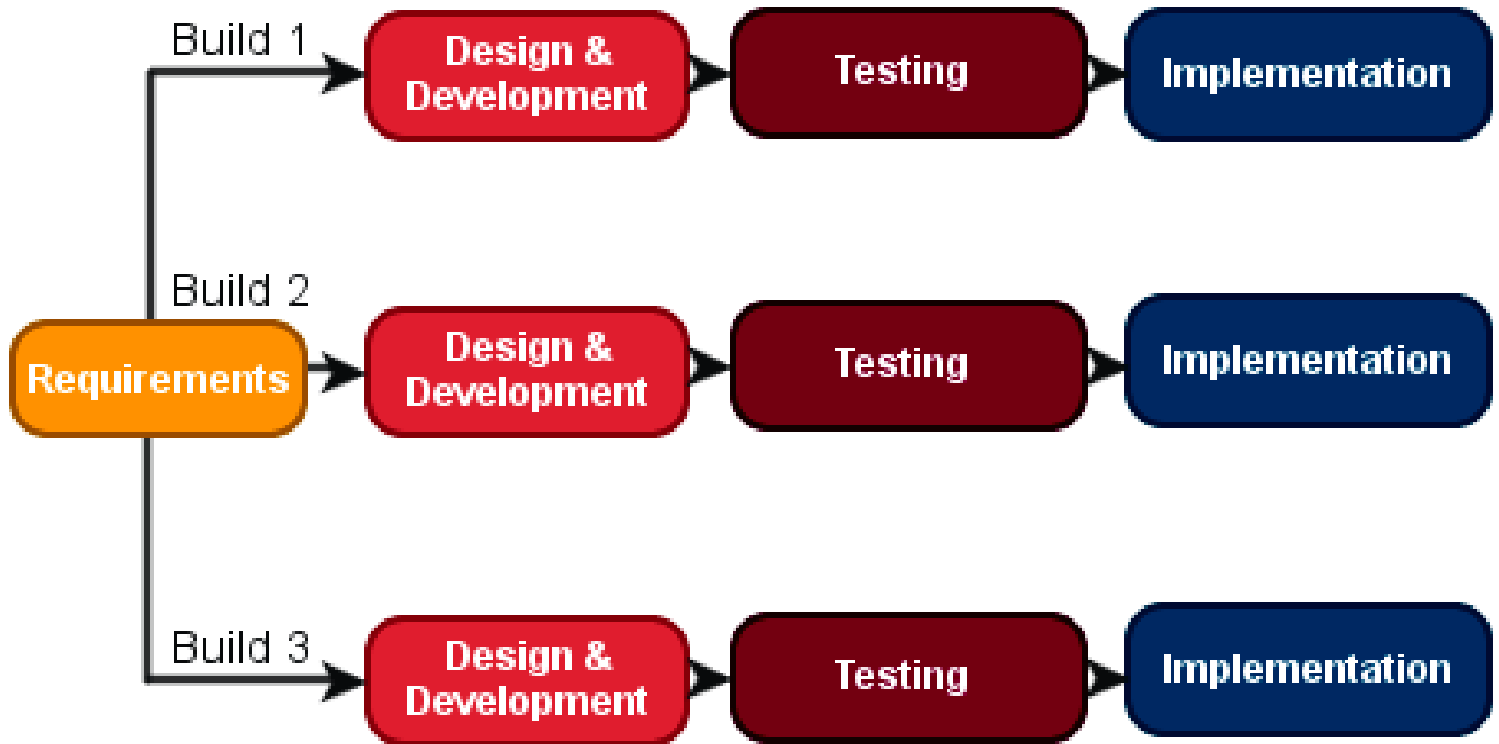 Build 1
Design &
Development
Testing
Implementation
Build 2
Requirements
Design &
Development
Testing
Implementation
Build 3
Design &
Development
Testing
Implementation